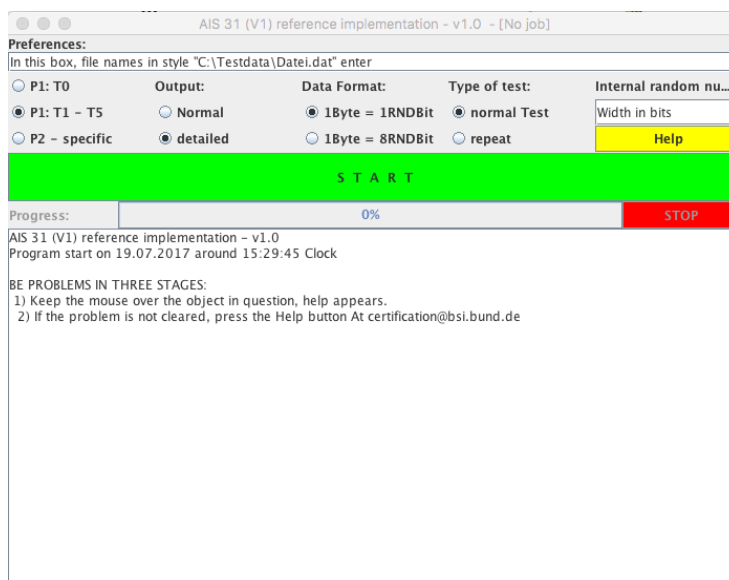 AIS 31 (V1) reference implementation - v1.0 - [No job]
Preferences:
In this box, file names in style "C:\Testdata\Datei.dat" enter
P1: T0 Output: Data Format: Type of test: Internal random nu...
P1: T1 – T5 Normal 1Byte = 1RNDBit normal Test Width in bits
P2 – specific detailed 1Byte = 8RNDBit repeat Help
S T A R T
Progress: 0% STOP
AIS 31 (V1) reference implementation – v1.0
Program start on 19.07.2017 around 15:29:45 Clock
BE PROBLEMS IN THREE STAGES:
1) Keep the mouse over the object in question, help appears.
2) If the problem is not cleared, press the Help button At certification@bsi.bund.de